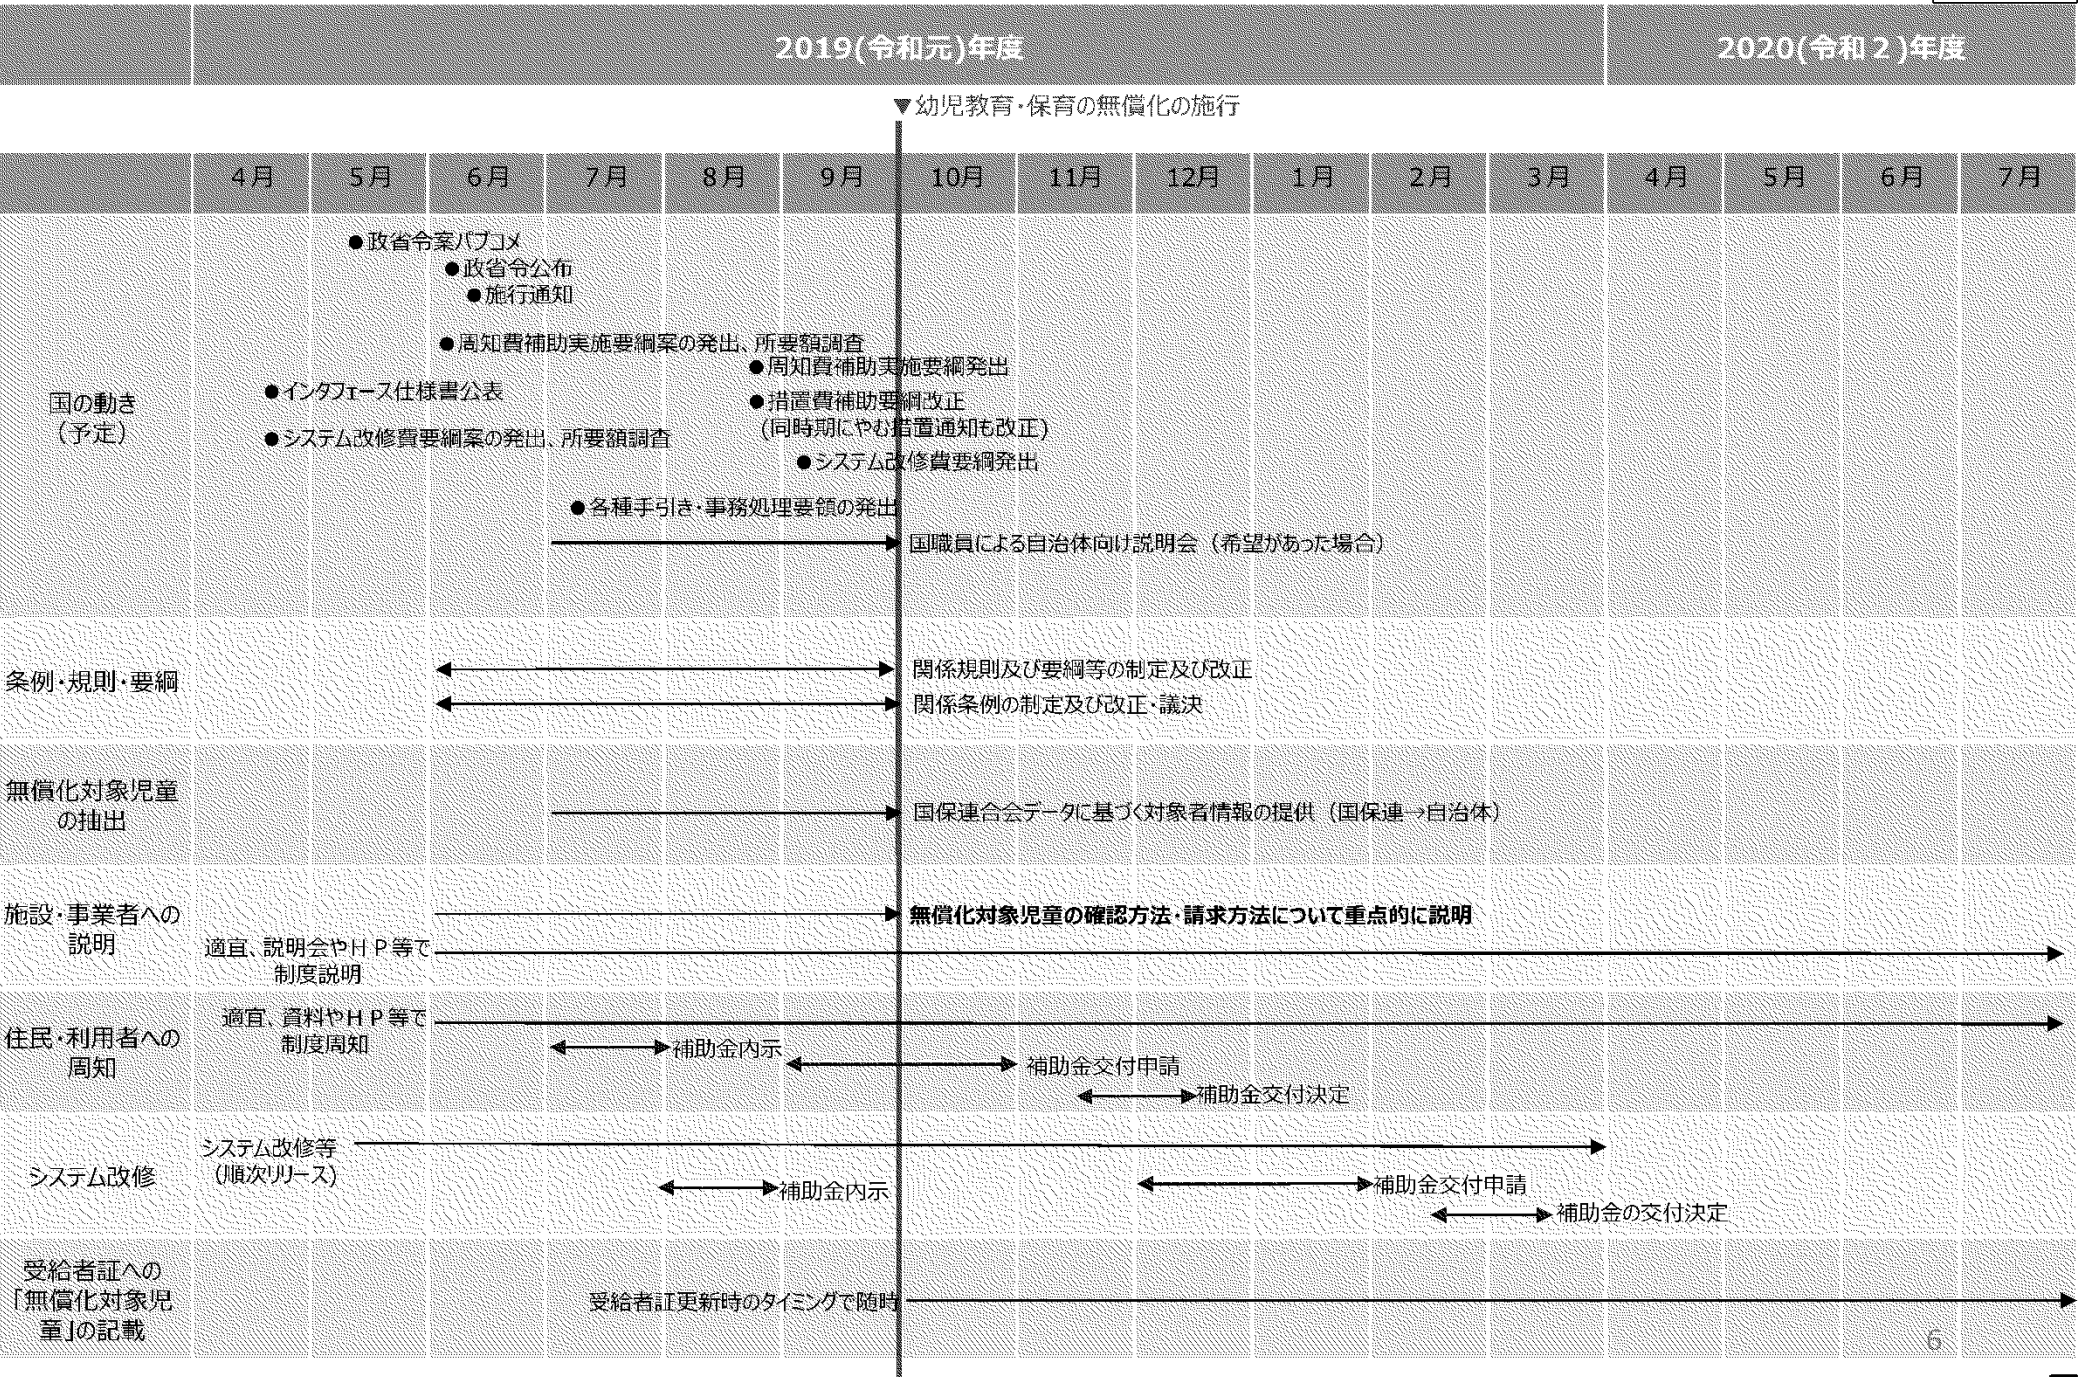 2019(令和元)年度
2020(令和２)年度
▼幼児教育・保育の無償化の施行
４月
５月
６月
７月
８月
９月
10月
11月
12月
１月
２月
３月
４月
５月
６月
７月
国の動き
（予定）
●政省令案パブコメ
●政省令公布
●施行通知
●周知費補助実施要綱案の発出、所要額調査
●周知費補助実施要綱発出
●インタフェース仕様書公表
●措置費補助要綱改正
(同時期にやむ措置通知も改正)
●システム改修費要綱案の発出、所要額調査
●システム改修費要綱発出
●各種手引き・事務処理要領の発出
国職員による自治体向け説明会（希望があった場合）
条例・規則・要綱
関係規則及び要綱等の制定及び改正
関係条例の制定及び改正・議決
無償化対象児童
の抽出
国保連合会データに基づく対象者情報の提供（国保連→自治体）
施設・事業者への
説明
無償化対象児童の確認方法・請求方法について重点的に説明
適宜、説明会やＨＰ等で
制度説明
住民・利用者への
周知
適宜、資料やＨＰ等で
制度周知
補助金内示
補助金交付申請
補助金交付決定
システム改修
システム改修等
（順次リリース）
補助金内示
補助金交付申請
補助金の交付決定
受給者証への
「無償化対象児
童」の記載
受給者証更新時のタイミングで随時
6